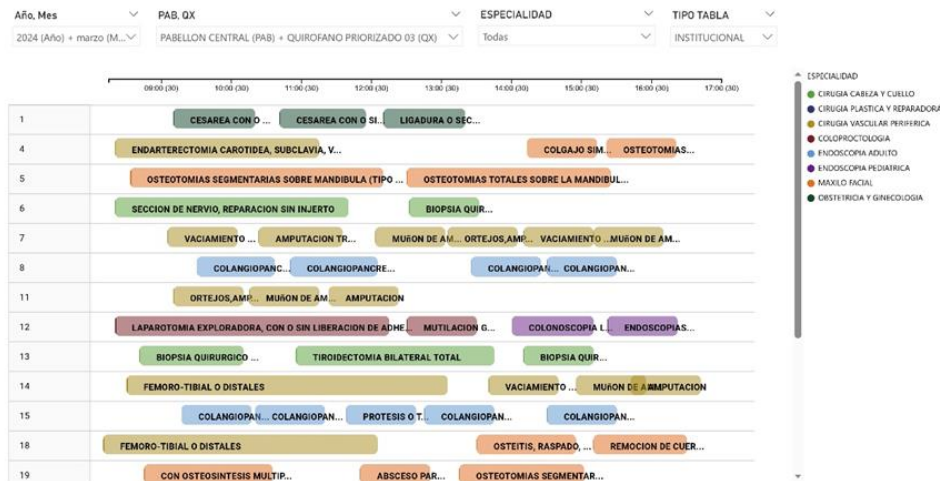 Año, Mes
PAB, QX
ESPECIALIDAD
TIPO TABLA
2024 (Año) + marzo (M...
PABELLON CENTRAL (PAB) + QUIROFANO PRIORIZADO 03 (QX)
Todas
INSTITUCIONAL
09:00 (30) 10:00 (30) 11:00 (30) 12:00 (30) 13:00 (30) 14:00 (30) 15:00 (30) 16:00 (30) 17:00 (30)
1 CESAREA CON O ... CESAREA CON O SI... LIGADURA O SEC...
4 ENDARTERECTOMIA CAROTIDEA, SUBCLAVIA, V... COLGAJO SIM... OSTEOTOMIAS...
5 OSTEOTOMIAS SEGMENTARIAS SOBRE MANDIBULA (TIPO ... OSTEOTOMIAS TOTALES SOBRE LA MANDIBUL...
6 SECCION DE NERVIO, REPARACION SIN INJERTO BIOPSIA QUIR...
7 VACIAMIENTO ... AMPUTACION TR... MUñON DE AM... ORTEJOS,AMP... VACIAMIENTO ... MUñON DE AM...
8 COLANGIOPANC... COLANGIOPANCRE... COLANGIOPAN... COLANGIOPAN...
11 ORTEJOS,AMP... MUñON DE AM... AMPUTACION
12 LAPAROTOMIA EXPLORADORA, CON O SIN LIBERACION DE ADHE... MUTILACION G... COLONOSCOPIA L... ENDOSCOPIAS...
13 BIOPSIA QUIRURGICO ... TIROIDECTOMIA BILATERAL TOTAL BIOPSIA QUIR...
14 FEMORO-TIBIAL O DISTALES VACIAMIENTO ... MUñON DE AMPUTACION
15 COLANGIOPAN... COLANGIOPAN... PROTESIS O T... COLANGIOPAN... COLANGIOPAN...
18 FEMORO-TIBIAL O DISTALES OSTEITIS, RASPADO, ... REMOCION DE CUER...
19 CON OSTEOSINTESIS MULTIP... ABSCESO PAR... OSTEOTOMIAS SEGMENTAR...
ESPECIALIDAD
CIRUGIA CABEZA Y CUELLO
CIRUGIA PLASTICA Y REPARADORA
CIRUGIA VASCULAR PERIFERICA
COLOPROCTOLOGIA
ENDOSCOPIA ADULTO
ENDOSCOPIA PEDIATRICA
MAXILO FACIAL
OBSTETRICIA Y GINECOLOGIA